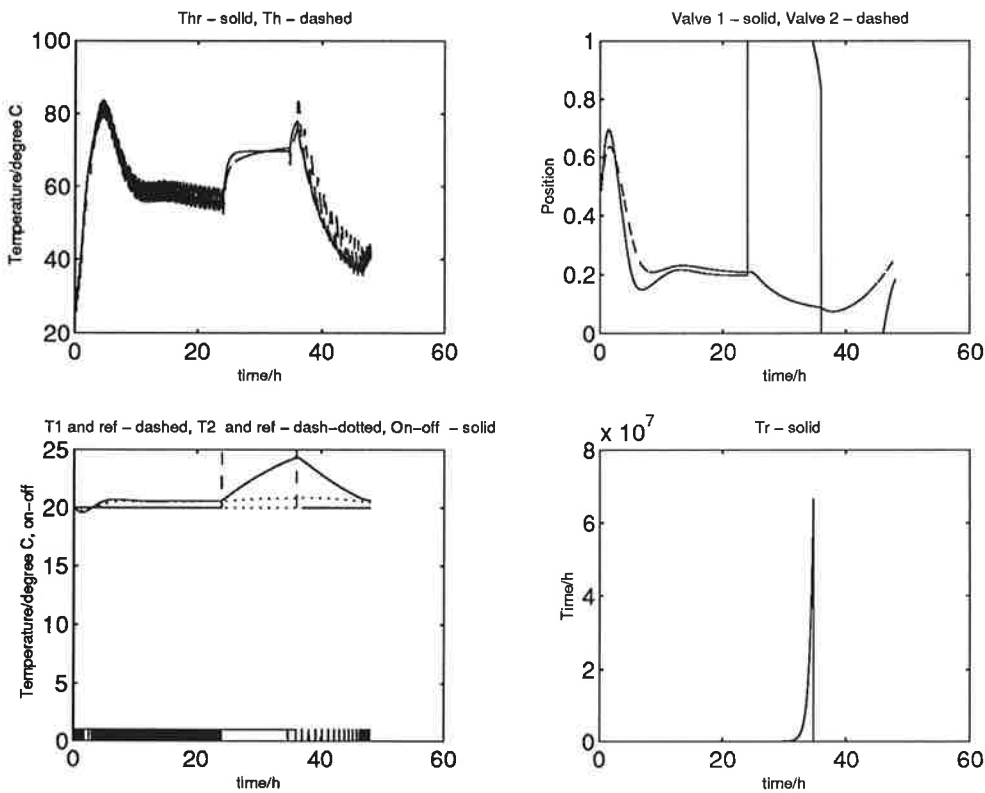 Thr – solid, Th – dashed
100
80
60
40
20
0
20
40
60
Temperature/degree C
time/h
Valve 1 – solid, Valve 2 – dashed
1
0.8
0.6
0.4
0.2
0
0
20
40
60
Position
time/h
T1 and ref – dashed, T2 and ref – dash–dotted, On–off – solid
25
20
15
10
5
0
0
20
40
60
Temperature/degree C, on–off
time/h
x 10^7
Tr – solid
8
6
4
2
0
0
20
40
60
Time/h
time/h